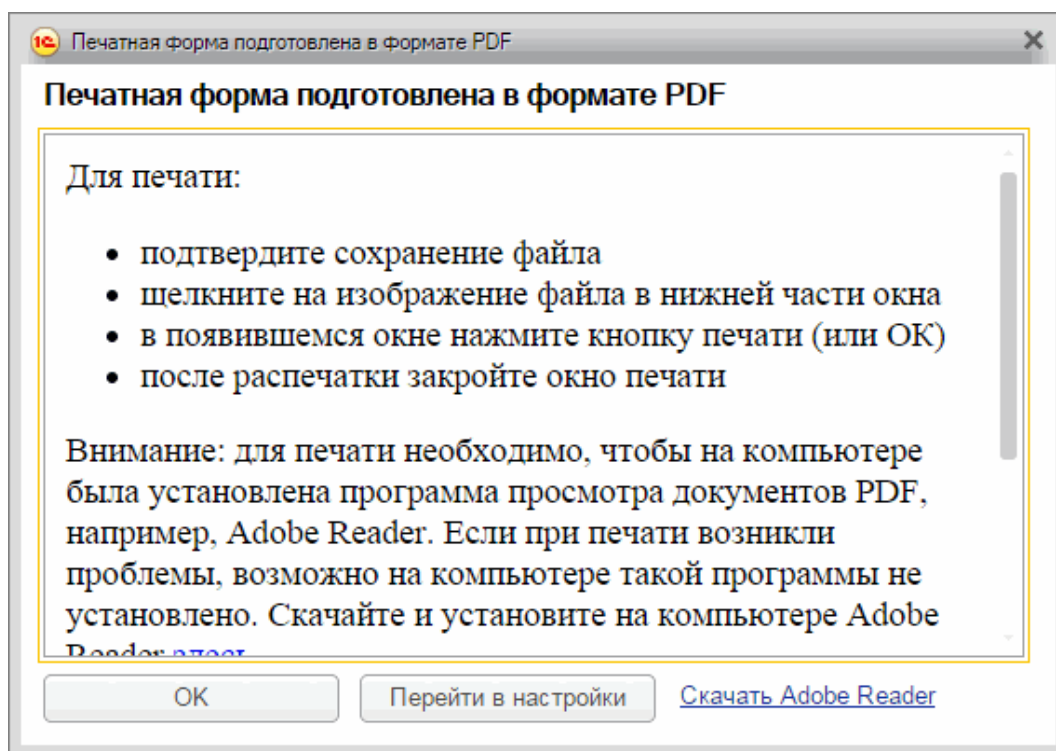 1С Печатная форма подготовлена в формате PDF
Печатная форма подготовлена в формате PDF
Для печати:
• подтвердите сохранение файла
• щелкните на изображение файла в нижней части окна
• в появившемся окне нажмите кнопку печати (или ОК)
• после распечатки закройте окно печати
Внимание: для печати необходимо, чтобы на компьютере
была установлена программа просмотра документов PDF,
например, Adobe Reader. Если при печати возникли
проблемы, возможно на компьютере такой программы не
установлено. Скачайте и установите на компьютере Adobe
Reader здесь
OK Перейти в настройки Скачать Adobe Reader